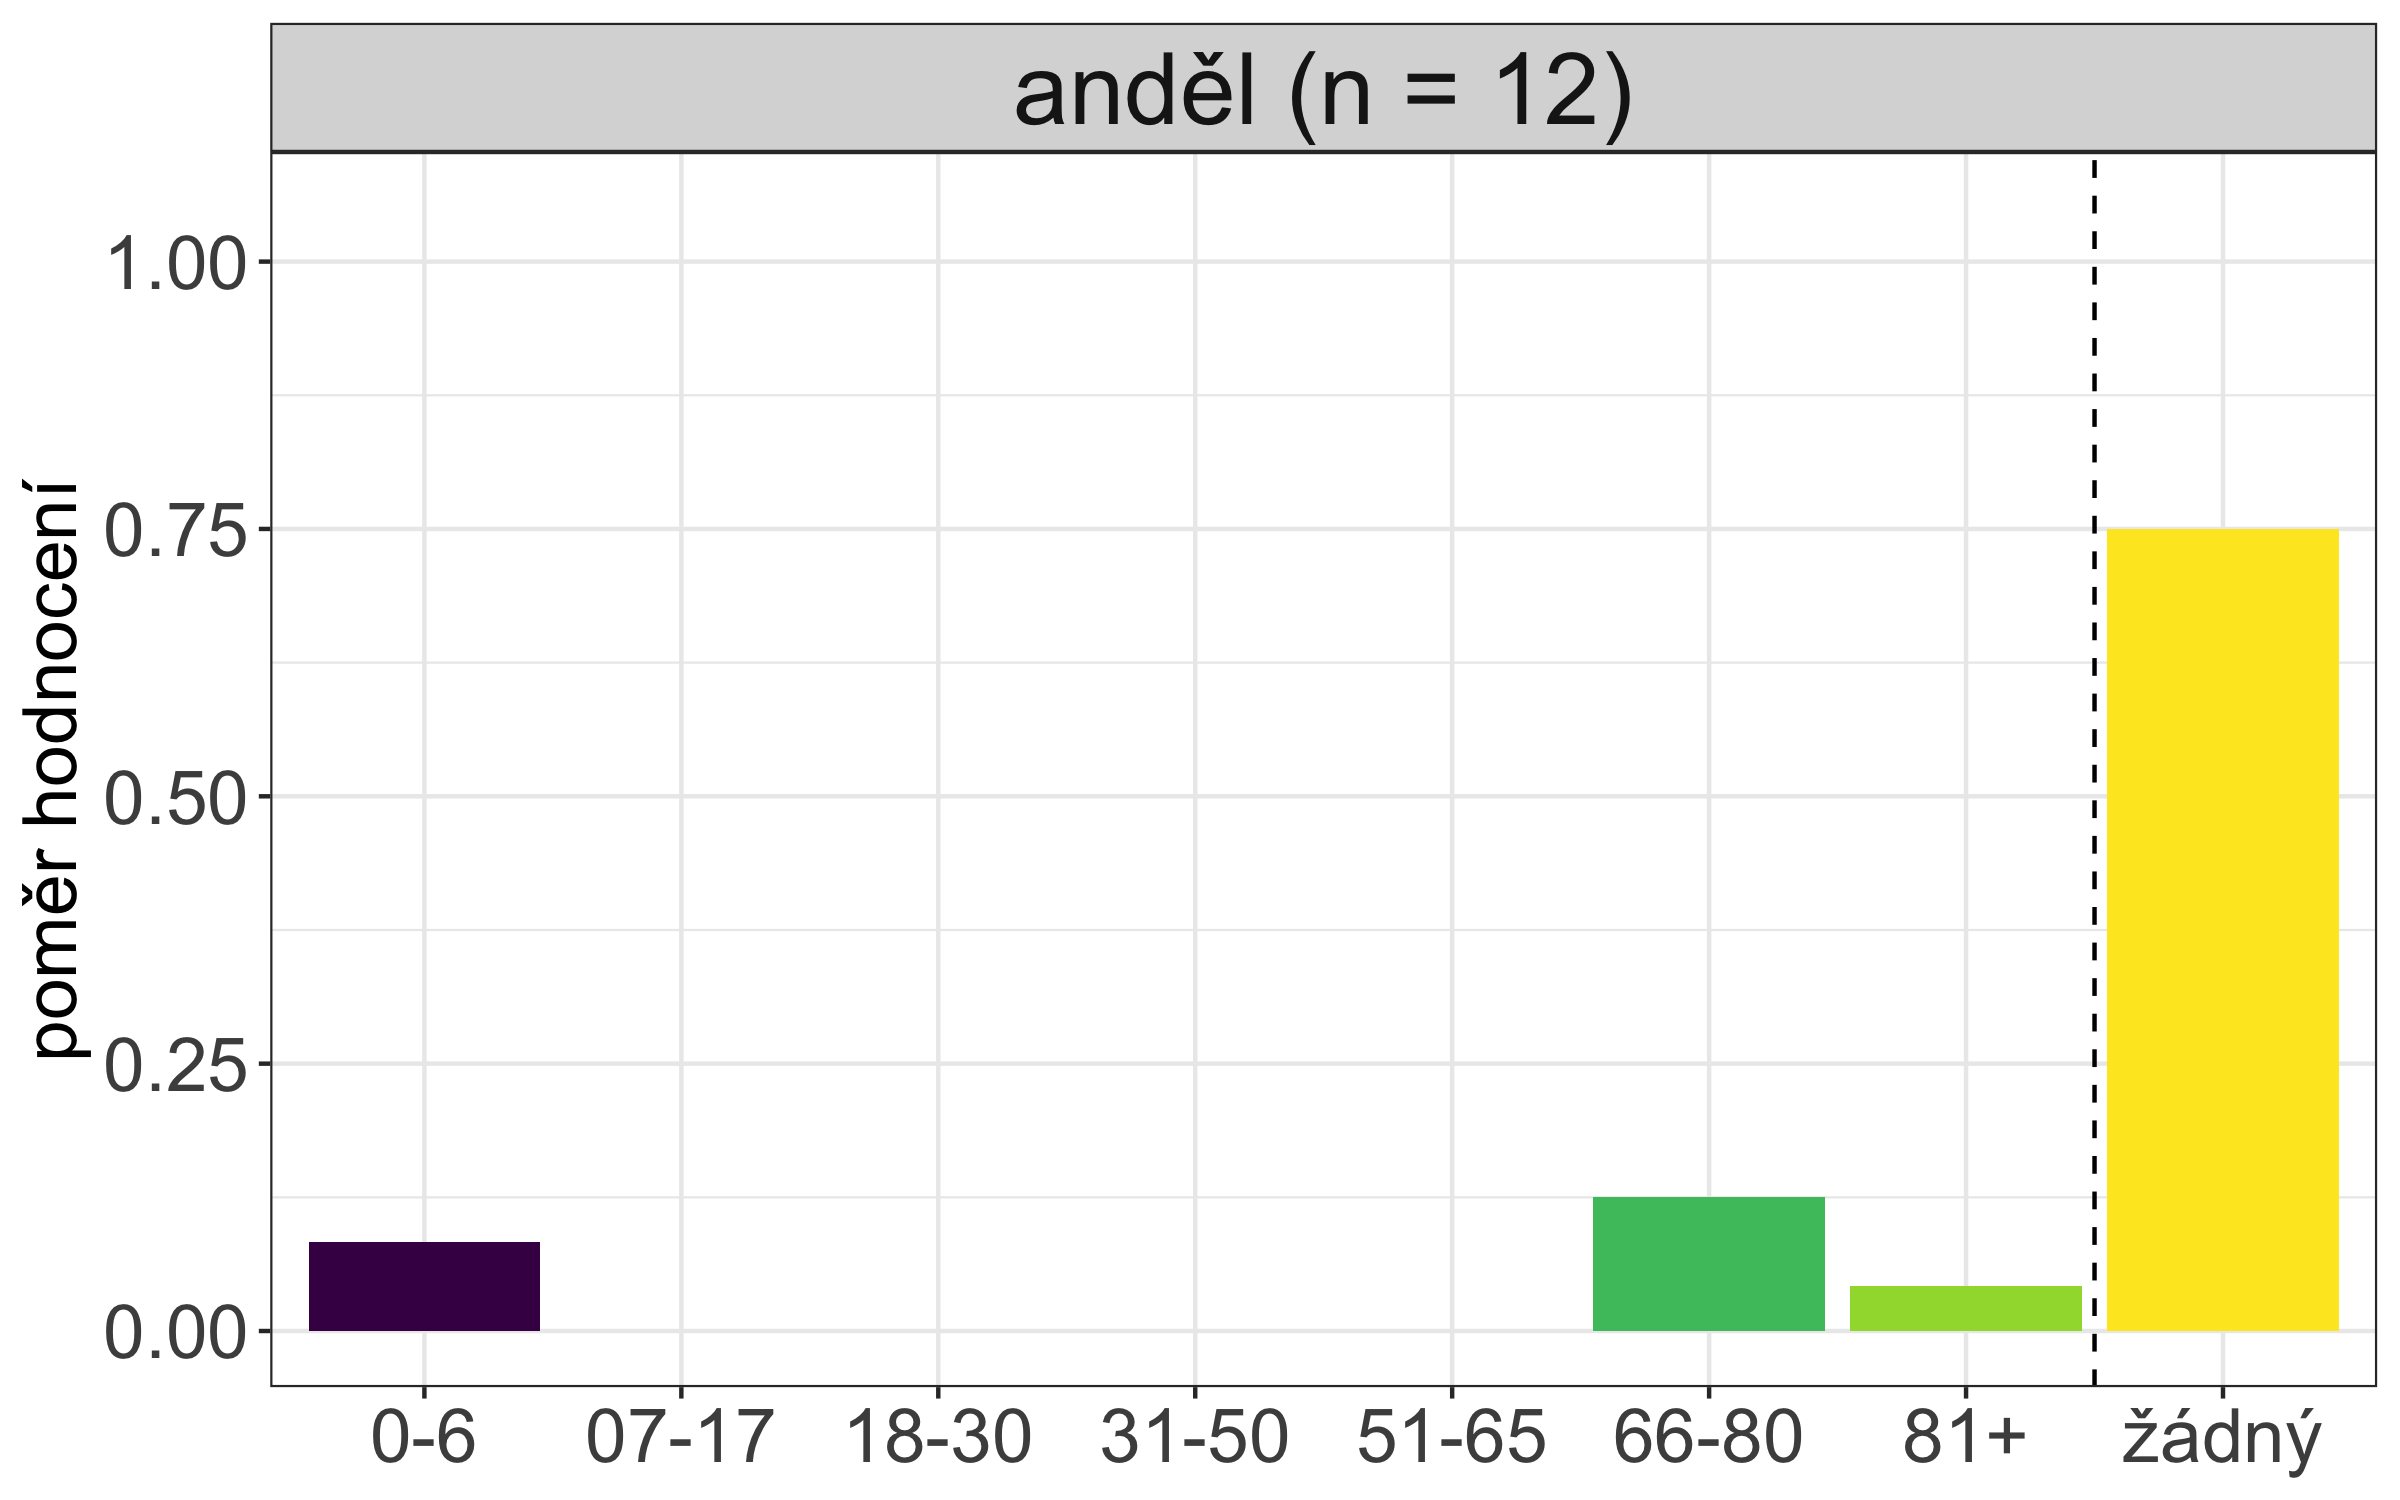 anděl (n = 12)
poměr hodnocení
1.00
0.75
0.50
0.25
0.00
0-6 07-17 18-30 31-50 51-65 66-80 81+ žádný